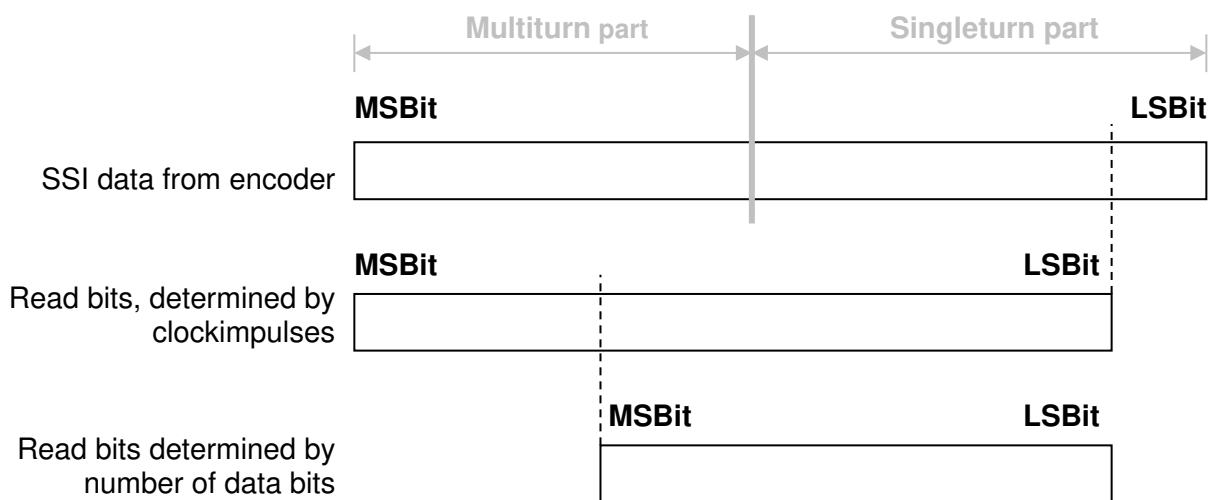 Multiturn part
Singleturn part
MSBit
LSBit
SSI data from encoder
MSBit
LSBit
Read bits, determined by
clockimpulses
MSBit
LSBit
Read bits determined by
number of data bits